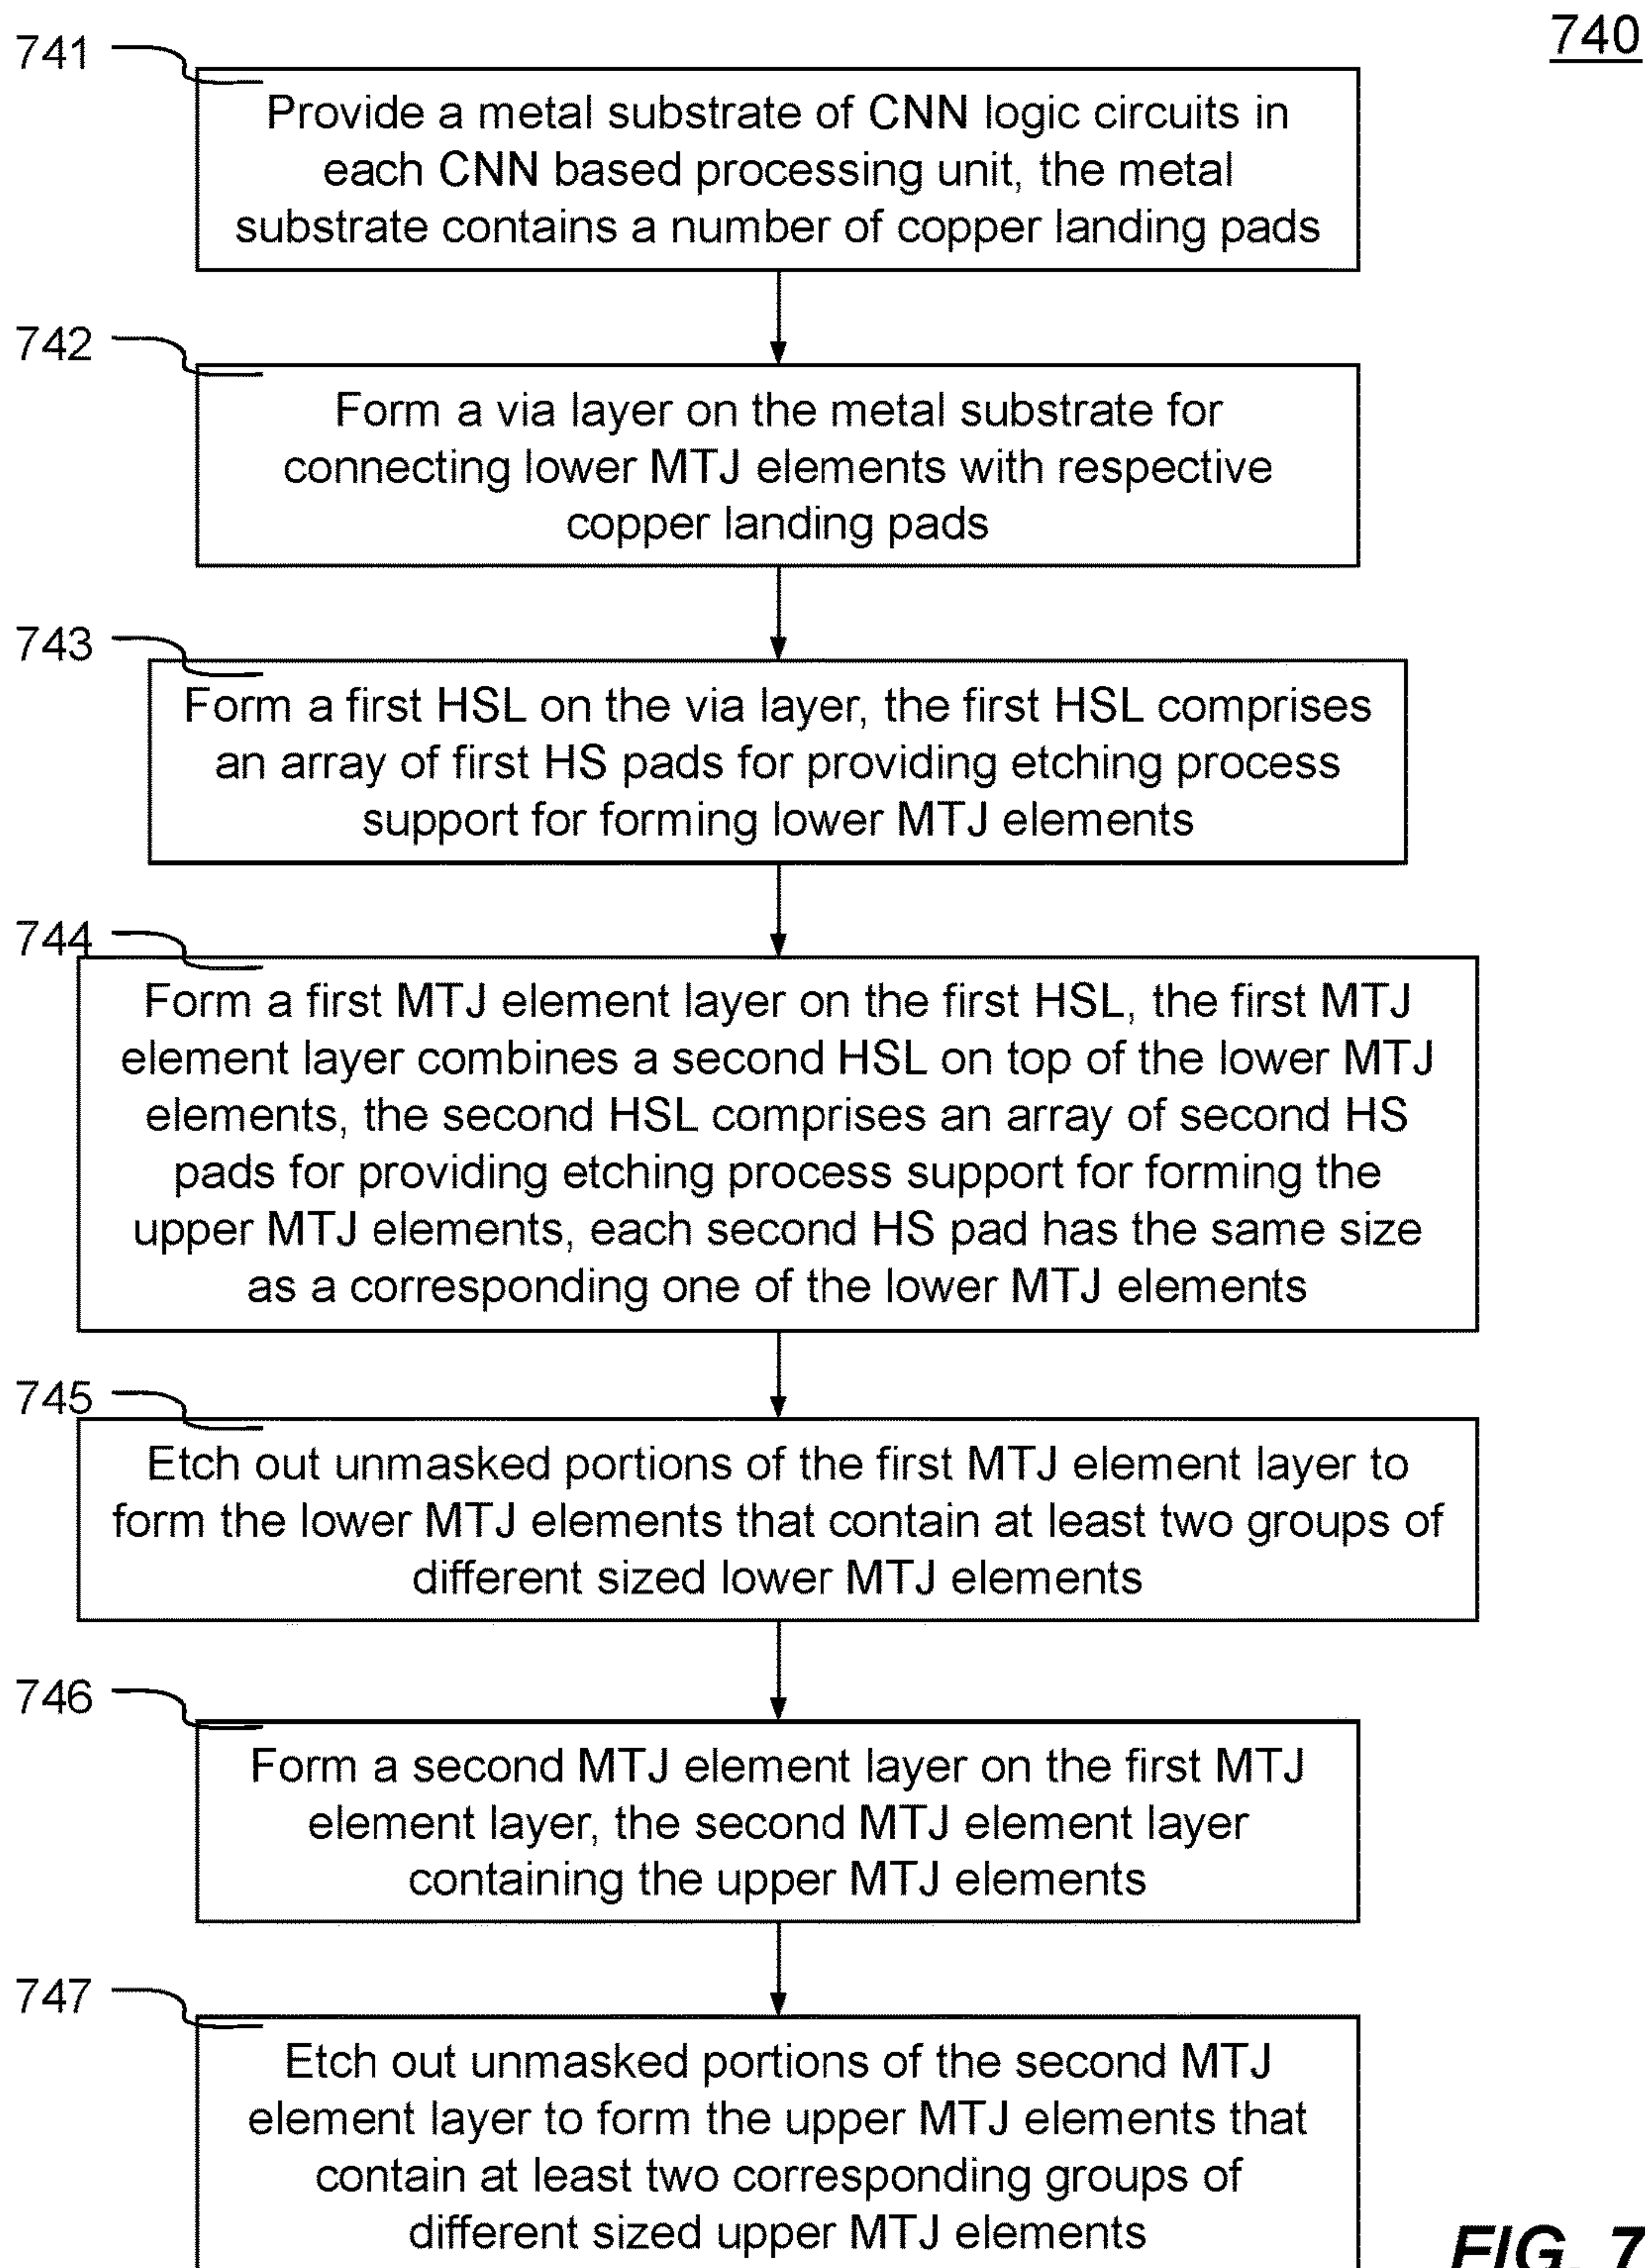 740
741
Provide a metal substrate of CNN logic circuits in
each CNN based processing unit, the metal
substrate contains a number of copper landing pads
742
Form a via layer on the metal substrate for
connecting lower MTJ elements with respective
copper landing pads
743
Form a first HSL on the via layer, the first HSL comprises
an array of first HS pads for providing etching process
support for forming lower MTJ elements
744
Form a first MTJ element layer on the first HSL, the first MTJ
element layer combines a second HSL on top of the lower MTJ
elements, the second HSL comprises an array of second HS
pads for providing etching process support for forming the
upper MTJ elements, each second HS pad has the same size
as a corresponding one of the lower MTJ elements
745
Etch out unmasked portions of the first MTJ element layer to
form the lower MTJ elements that contain at least two groups of
different sized lower MTJ elements
746
Form a second MTJ element layer on the first MTJ
element layer, the second MTJ element layer
containing the upper MTJ elements
747
Etch out unmasked portions of the second MTJ
element layer to form the upper MTJ elements that
contain at least two corresponding groups of
different sized upper MTJ elements
FIG. 7